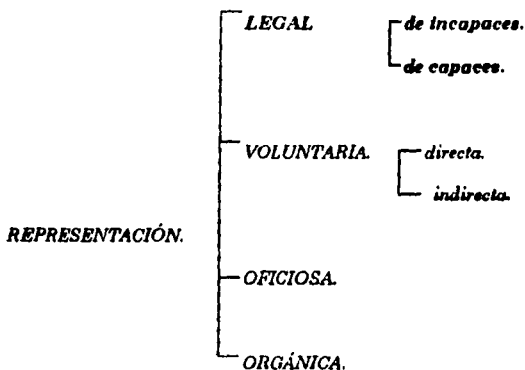 LEGAL
de incapaces.
de capaces.
VOLUNTARIA.
directa.
indirecta.
REPRESENTACIÓN.
OFICIOSA.
ORGÁNICA.